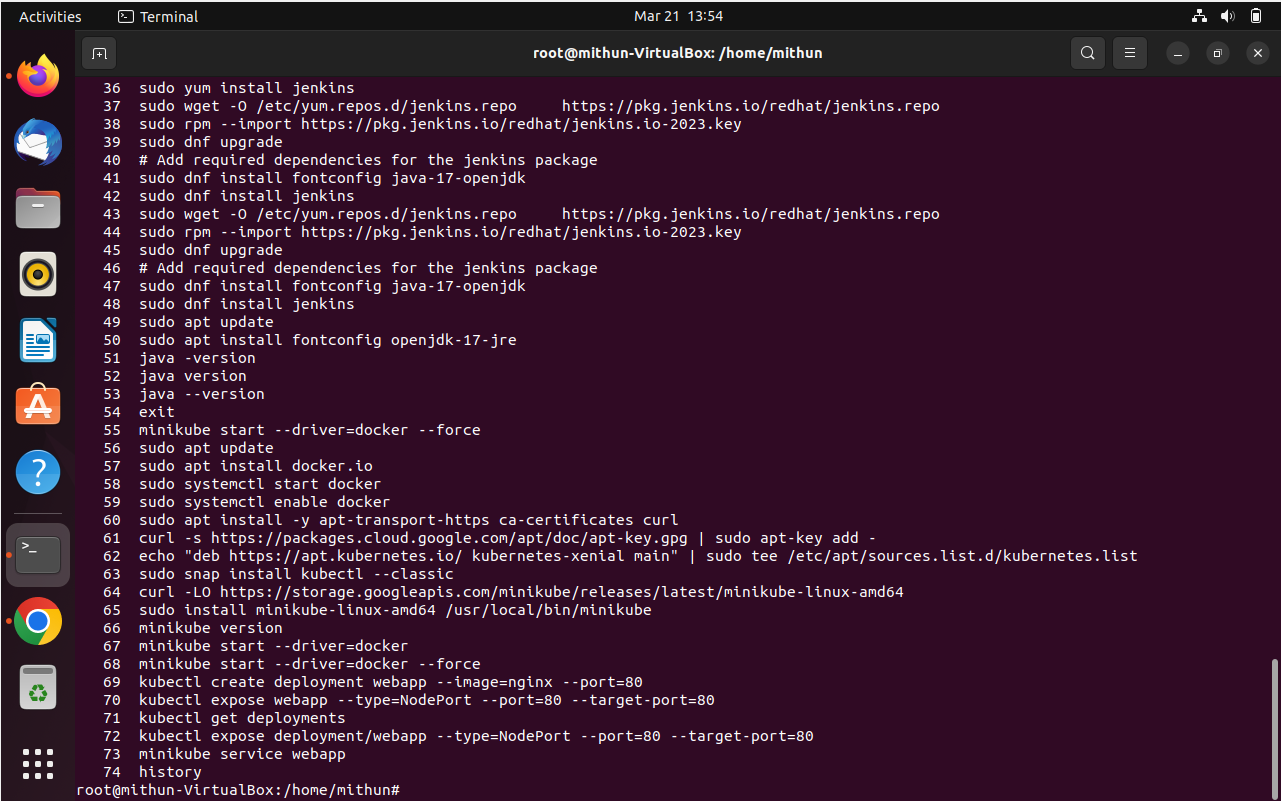 Activities Terminal Mar 21 13:54
root@mithun-VirtualBox: /home/mithun
36 sudo yum install jenkins
37 sudo wget -O /etc/yum.repos.d/jenkins.repo     https://pkg.jenkins.io/redhat/jenkins.repo
38 sudo rpm --import https://pkg.jenkins.io/redhat/jenkins.io-2023.key
39 sudo dnf upgrade
40 # Add required dependencies for the jenkins package
41 sudo dnf install fontconfig java-17-openjdk
42 sudo dnf install jenkins
43 sudo wget -O /etc/yum.repos.d/jenkins.repo     https://pkg.jenkins.io/redhat/jenkins.repo
44 sudo rpm --import https://pkg.jenkins.io/redhat/jenkins.io-2023.key
45 sudo dnf upgrade
46 # Add required dependencies for the jenkins package
47 sudo dnf install fontconfig java-17-openjdk
48 sudo dnf install jenkins
49 sudo apt update
50 sudo apt install fontconfig openjdk-17-jre
51 java -version
52 java version
53 java --version
54 exit
55 minikube start --driver=docker --force
56 sudo apt update
57 sudo apt install docker.io
58 sudo systemctl start docker
59 sudo systemctl enable docker
60 sudo apt install -y apt-transport-https ca-certificates curl
61 curl -s https://packages.cloud.google.com/apt/doc/apt-key.gpg | sudo apt-key add -
62 echo "deb https://apt.kubernetes.io/ kubernetes-xenial main" | sudo tee /etc/apt/sources.list.d/kubernetes.list
63 sudo snap install kubectl --classic
64 curl -LO https://storage.googleapis.com/minikube/releases/latest/minikube-linux-amd64
65 sudo install minikube-linux-amd64 /usr/local/bin/minikube
66 minikube version
67 minikube start --driver=docker
68 minikube start --driver=docker --force
69 kubectl create deployment webapp --image=nginx --port=80
70 kubectl expose webapp --type=NodePort --port=80 --target-port=80
71 kubectl get deployments
72 kubectl expose deployment/webapp --type=NodePort --port=80 --target-port=80
73 minikube service webapp
74 history
root@mithun-VirtualBox:/home/mithun#